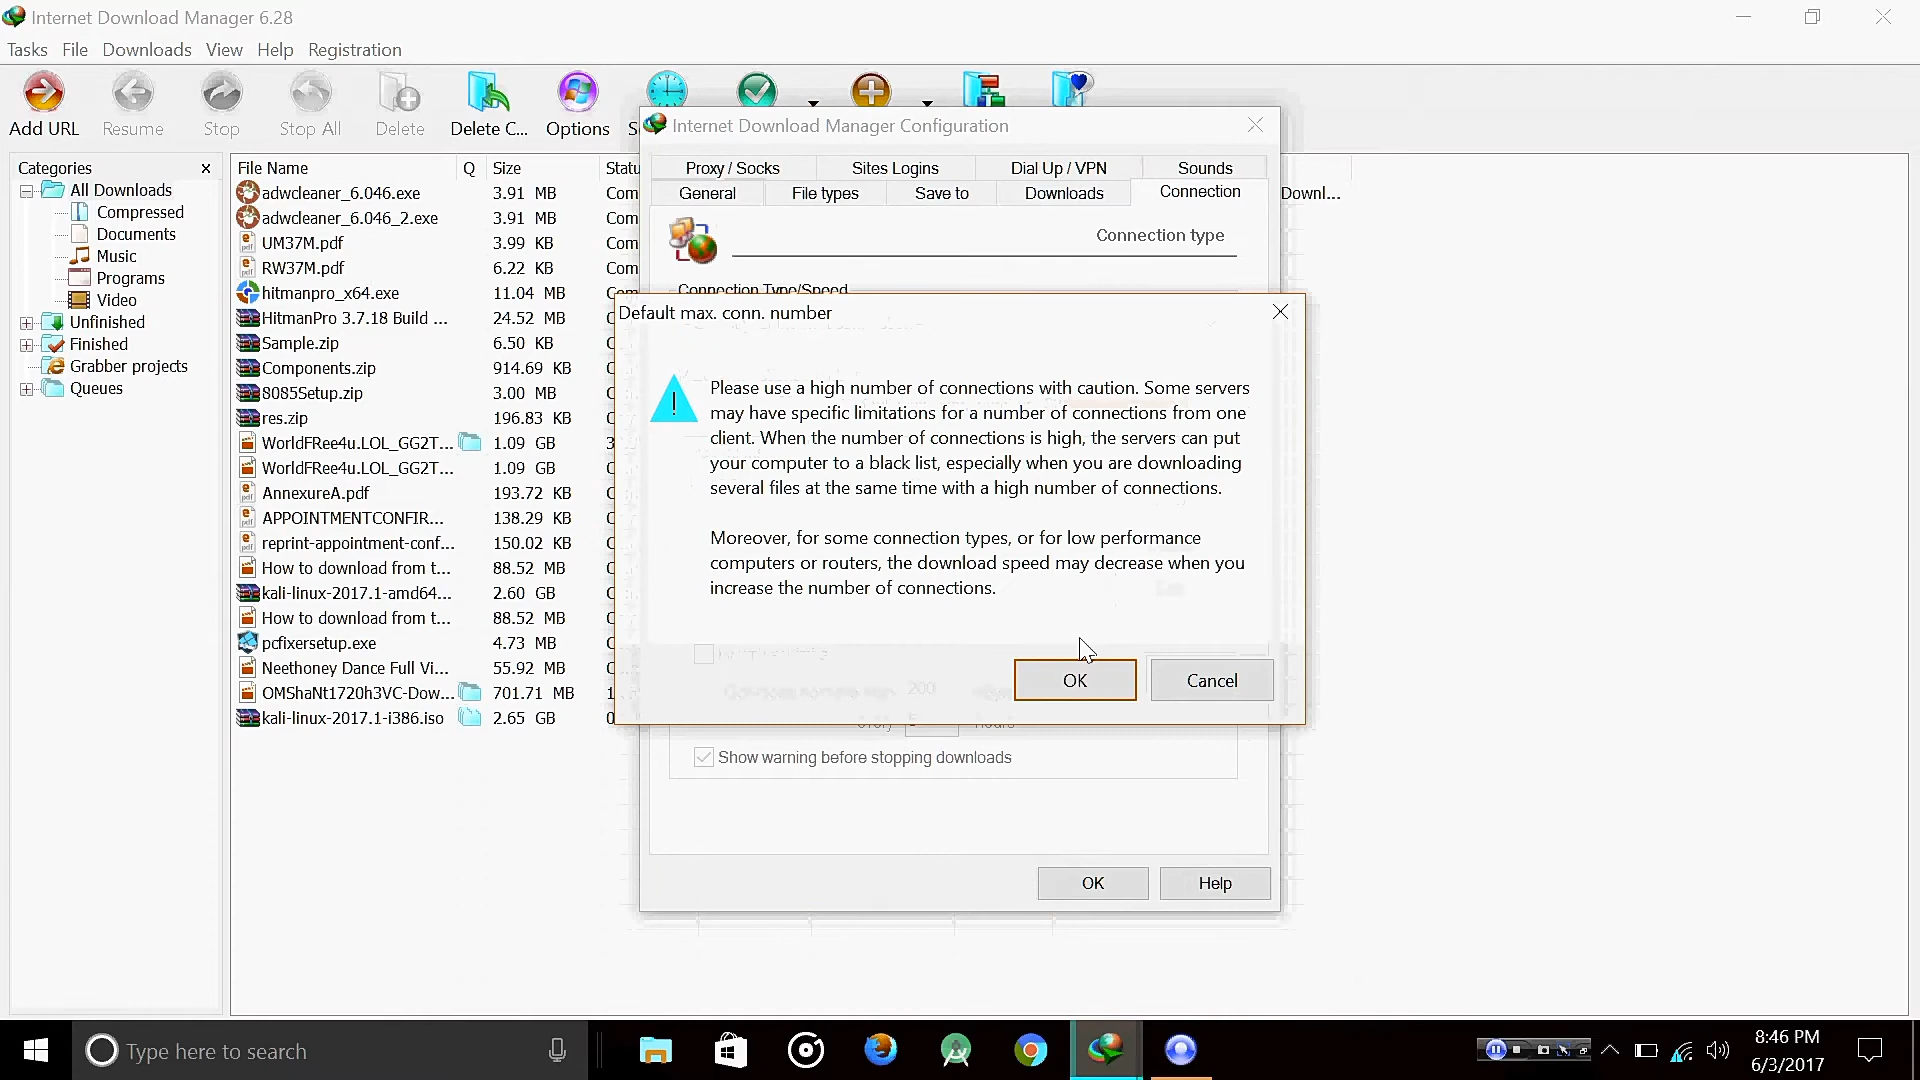 Internet Download Manager 6.28
Tasks File Downloads View Help Registration
Add URL Resume Stop Stop All Delete Delete C... Options
Categories
All Downloads
Compressed
Documents
Music
Programs
Video
Unfinished
Finished
Grabber projects
Queues
File Name Q Size Statu
adwcleaner_6.046.exe 3.91 MB Com
adwcleaner_6.046_2.exe 3.91 MB Com
UM37M.pdf 3.99 KB Com
RW37M.pdf 6.22 KB Com
hitmanpro_x64.exe 11.04 MB Com
HitmanPro 3.7.18 Build ... 24.52 MB
Sample.zip 6.50 KB
Components.zip 914.69 KB
8085Setup.zip 3.00 MB
res.zip 196.83 KB
WorldFRee4u.LOL_GG2T... 1.09 GB 3
WorldFRee4u.LOL_GG2T... 1.09 GB
AnnexureA.pdf 193.72 KB
APPOINTMENTCONFIR... 138.29 KB
reprint-appointment-conf... 150.02 KB
How to download from t... 88.52 MB
kali-linux-2017.1-amd64... 2.60 GB
How to download from t... 88.52 MB
pcfixersetup.exe 4.73 MB
Neethoney Dance Full Vi... 55.92 MB
OMShaNt1720h3VC-Dow... 701.71 MB 1
kali-linux-2017.1-i386.iso 2.65 GB 0
Downl...
Internet Download Manager Configuration
Proxy / Socks Sites Logins Dial Up / VPN Sounds
General File types Save to Downloads Connection
Connection type
Connection Type/Speed
Default max. conn. number
Please use a high number of connections with caution. Some servers
may have specific limitations for a number of connections from one
client. When the number of connections is high, the servers can put
your computer to a black list, especially when you are downloading
several files at the same time with a high number of connections.
Moreover, for some connection types, or for low performance
computers or routers, the download speed may decrease when you
increase the number of connections.
200
OK Cancel
every 5 hours
Show warning before stopping downloads
OK Help
Type here to search
8:46 PM
6/3/2017